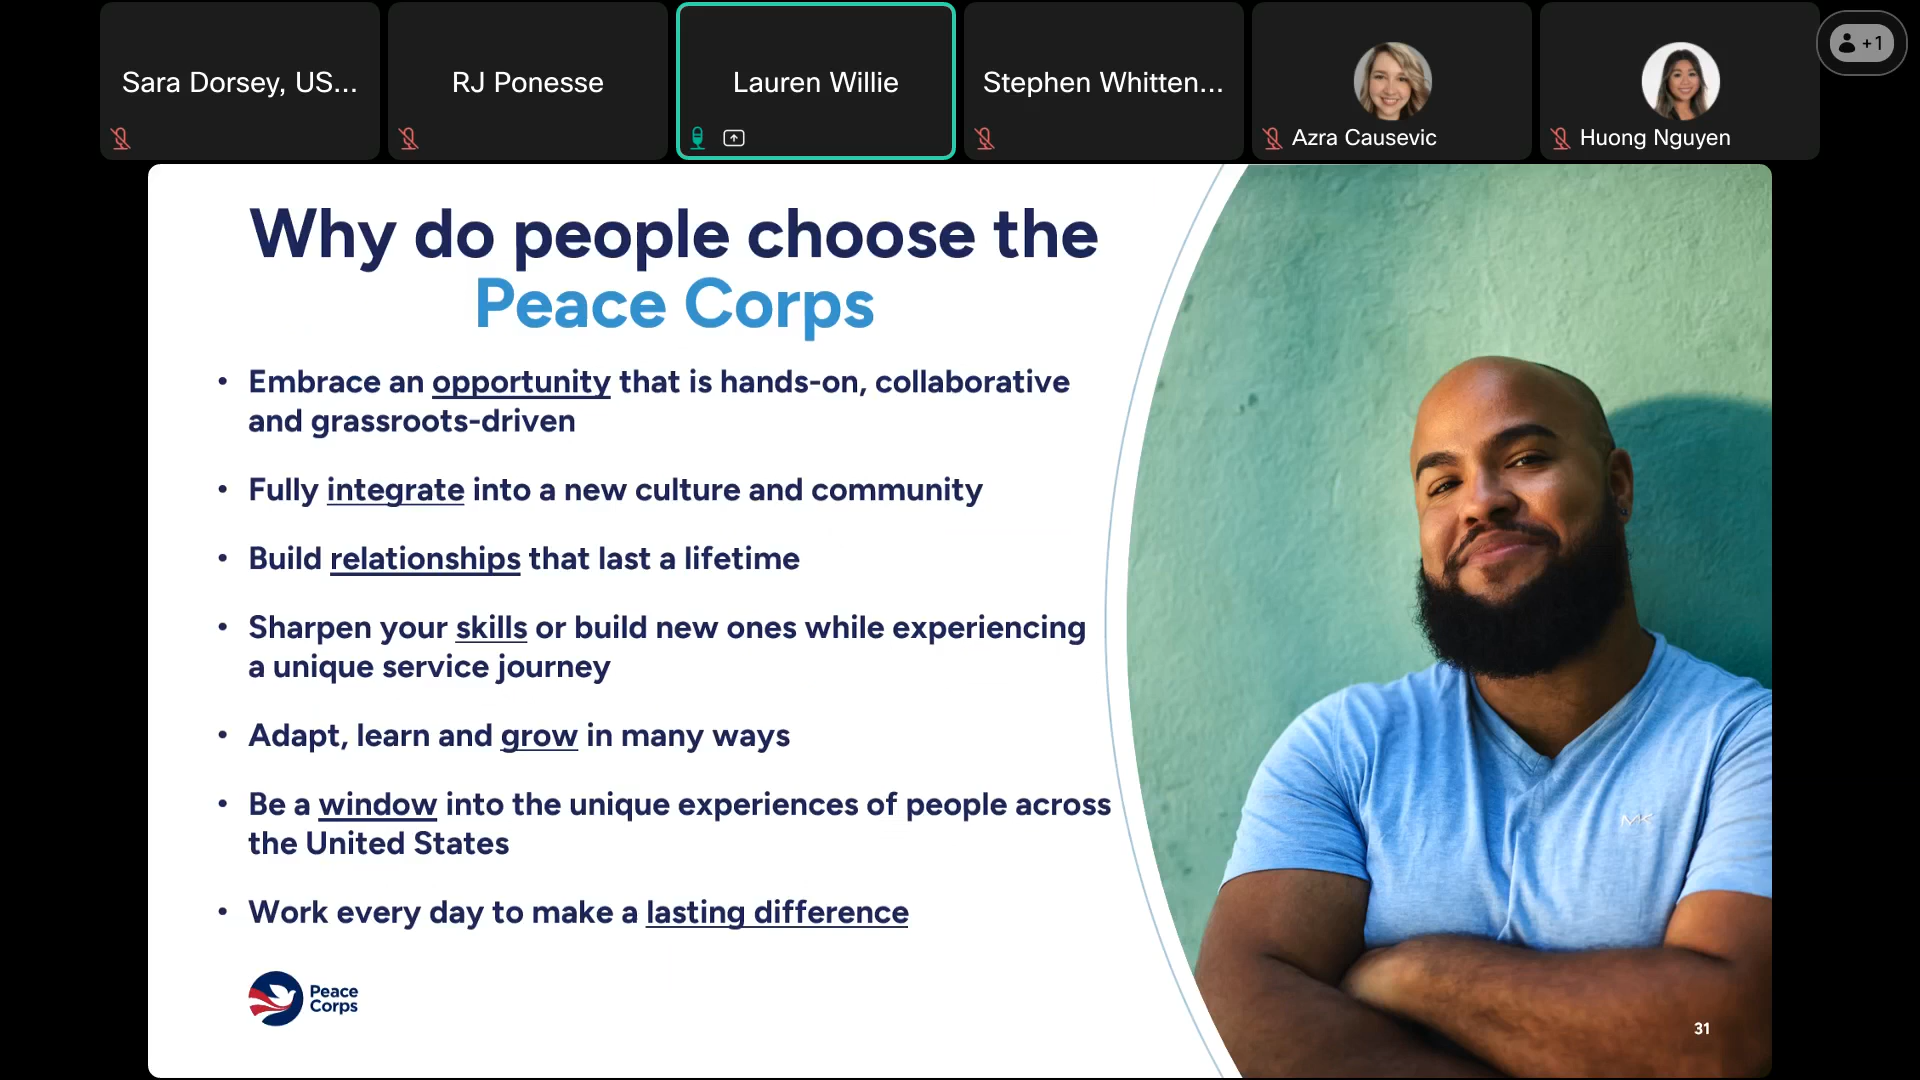 Sara Dorsey, US...
RJ Ponesse
Lauren Willie
Stephen Whitten...
Azra Causevic
Huong Nguyen
+1
Why do people choose the
Peace Corps
• Embrace an opportunity that is hands-on, collaborative
and grassroots-driven
• Fully integrate into a new culture and community
• Build relationships that last a lifetime
• Sharpen your skills or build new ones while experiencing
a unique service journey
• Adapt, learn and grow in many ways
• Be a window into the unique experiences of people across
the United States
• Work every day to make a lasting difference
Peace
Corps
MK
31